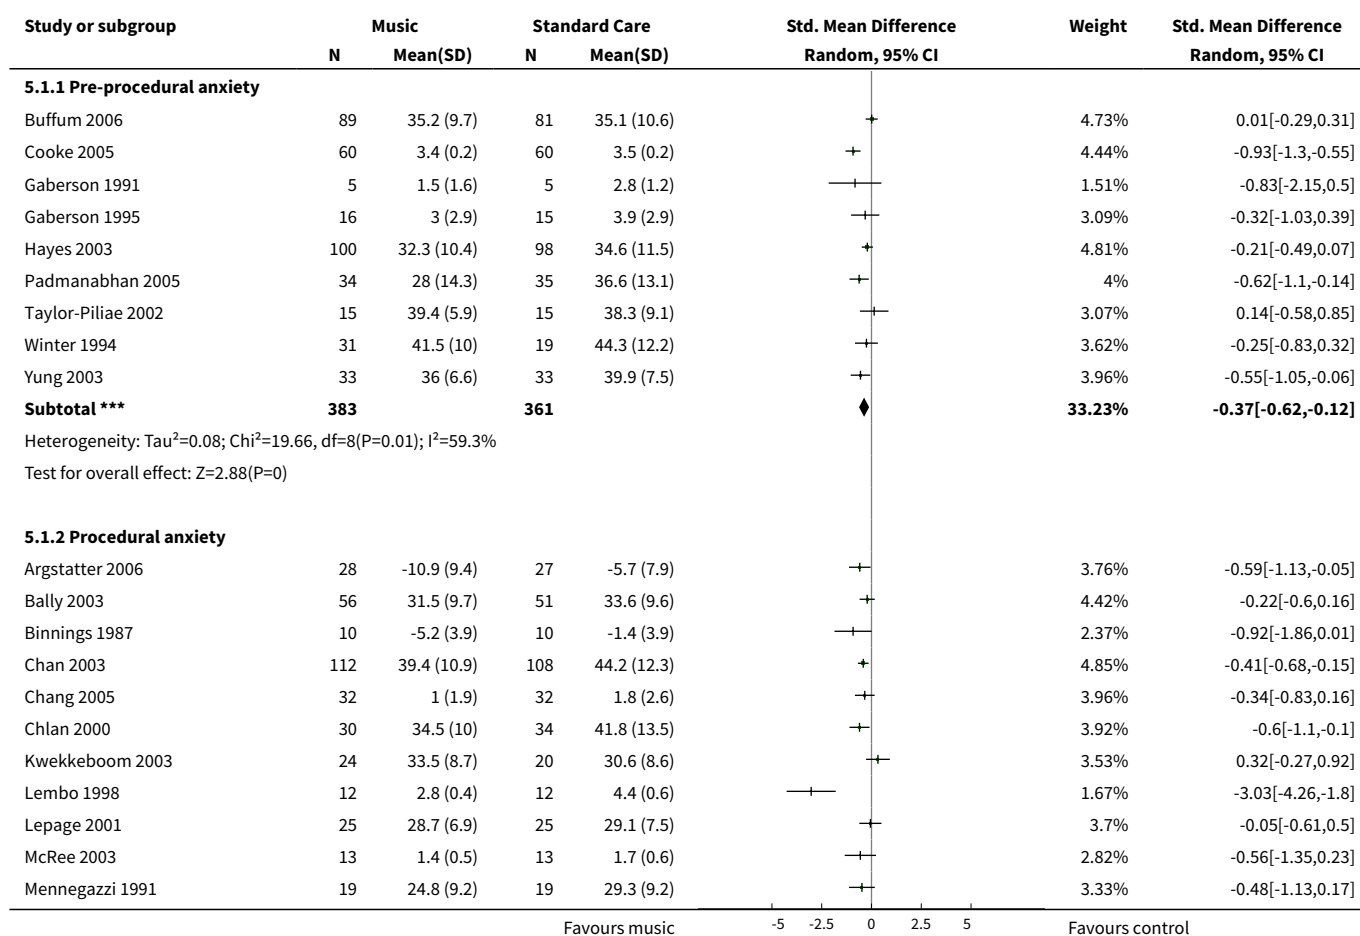 Study or subgroup Music Standard Care Std. Mean Difference Weight Std. Mean Difference
N Mean(SD) N Mean(SD) Random, 95% CI Random, 95% CI
5.1.1 Pre-procedural anxiety
Buffum 2006 89 35.2 (9.7) 81 35.1 (10.6) 4.73% 0.01[-0.29,0.31]
Cooke 2005 60 3.4 (0.2) 60 3.5 (0.2) 4.44% -0.93[-1.3,-0.55]
Gaberson 1991 5 1.5 (1.6) 5 2.8 (1.2) 1.51% -0.83[-2.15,0.5]
Gaberson 1995 16 3 (2.9) 15 3.9 (2.9) 3.09% -0.32[-1.03,0.39]
Hayes 2003 100 32.3 (10.4) 98 34.6 (11.5) 4.81% -0.21[-0.49,0.07]
Padmanabhan 2005 34 28 (14.3) 35 36.6 (13.1) 4% -0.62[-1.1,-0.14]
Taylor-Piliae 2002 15 39.4 (5.9) 15 38.3 (9.1) 3.07% 0.14[-0.58,0.85]
Winter 1994 31 41.5 (10) 19 44.3 (12.2) 3.62% -0.25[-0.83,0.32]
Yung 2003 33 36 (6.6) 33 39.9 (7.5) 3.96% -0.55[-1.05,-0.06]
Subtotal *** 383 361 33.23% -0.37[-0.62,-0.12]
Heterogeneity: Tau²=0.08; Chi²=19.66, df=8(P=0.01); I²=59.3%
Test for overall effect: Z=2.88(P=0)
5.1.2 Procedural anxiety
Argstatter 2006 28 -10.9 (9.4) 27 -5.7 (7.9) 3.76% -0.59[-1.13,-0.05]
Bally 2003 56 31.5 (9.7) 51 33.6 (9.6) 4.42% -0.22[-0.6,0.16]
Binnings 1987 10 -5.2 (3.9) 10 -1.4 (3.9) 2.37% -0.92[-1.86,0.01]
Chan 2003 112 39.4 (10.9) 108 44.2 (12.3) 4.85% -0.41[-0.68,-0.15]
Chang 2005 32 1 (1.9) 32 1.8 (2.6) 3.96% -0.34[-0.83,0.16]
Chlan 2000 30 34.5 (10) 34 41.8 (13.5) 3.92% -0.6[-1.1,-0.1]
Kwekkeboom 2003 24 33.5 (8.7) 20 30.6 (8.6) 3.53% 0.32[-0.27,0.92]
Lembo 1998 12 2.8 (0.4) 12 4.4 (0.6) 1.67% -3.03[-4.26,-1.8]
Lepage 2001 25 28.7 (6.9) 25 29.1 (7.5) 3.7% -0.05[-0.61,0.5]
McRee 2003 13 1.4 (0.5) 13 1.7 (0.6) 2.82% -0.56[-1.35,0.23]
Mennegazzi 1991 19 24.8 (9.2) 19 29.3 (9.2) 3.33% -0.48[-1.13,0.17]
Favours music -5 -2.5 0 2.5 5 Favours control